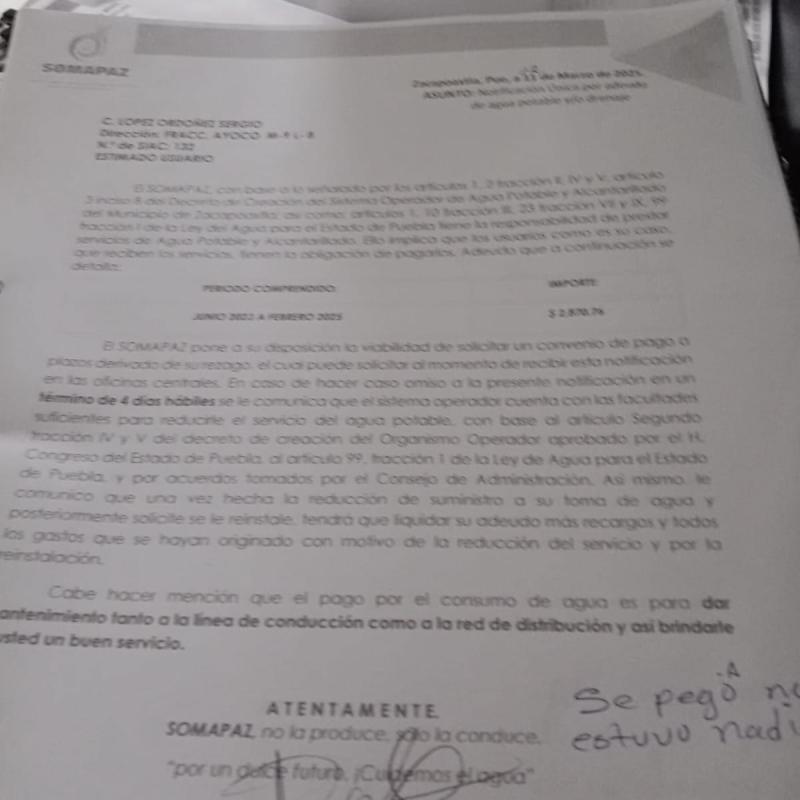 SOMAPAZ
Zacapoaxtla, Pue, a de Marzo de 2025.
ASUNTO: Notificación Única por adeudo
de agua potable y/o drenaje
C. LOPEZ ORDOÑEZ SERGIO
Dirección: FRACC. AYOCO M-9 L-8
N.º de SIAC: 132
ESTIMADO USUARIO
El SOMAPAZ, con base a lo señalado por los artículos 1, 2 fracción II, IV y V, artículo
3 inciso B del Decreto de Creación del Sistema Operador de Agua Potable y Alcantarillado
del Municipio de Zacapoaxtla; así como; artículos 1, 10 fracción III, 23 fracción VII y IX, 99
fracción I de la Ley del Agua para el Estado de Puebla tiene la responsabilidad de prestar
servicios de Agua Potable y Alcantarillado. Ello implica que los usuarios como es su caso,
que reciben los servicios, tienen la obligación de pagarlos. Adeudo que a continuación se
detalla:
PERIODO COMPRENDIDO: IMPORTE:
JUNIO 2022 A FEBRERO 2025 $ 2,870.76
El SOMAPAZ pone a su disposición la viabilidad de solicitar un convenio de pago a
plazos derivado de su rezago, el cual puede solicitar al momento de recibir esta notificación
en las oficinas centrales. En caso de hacer caso omiso a la presente notificación en un
término de 4 días hábiles se le comunica que el sistema operador cuenta con las facultades
suficientes para reducirle el servicio del agua potable, con base al artículo Segundo
fracción IV y V del decreto de creación del Organismo Operador aprobado por el H.
Congreso del Estado de Puebla, al artículo 99, fracción 1 de la Ley de Agua para el Estado
de Puebla, y por acuerdos tomados por el Consejo de Administración. Así mismo, le
comunico que una vez hecha la reducción de suministro a su toma de agua y
posteriormente solicite se le reinstale, tendrá que liquidar su adeudo más recargos y todos
los gastos que se hayan originado con motivo de la reducción del servicio y por la
reinstalación.
Cabe hacer mención que el pago por el consumo de agua es para dar
antenimiento tanto a la línea de conducción como a la red de distribución y así brindarle
usted un buen servicio.
ATENTAMENTE
SOMAPAZ, no la produce, sólo la conduce.
"por un dulce futuro, ¡Cuidemos el agua"
Se pegó no
estuvo nadi